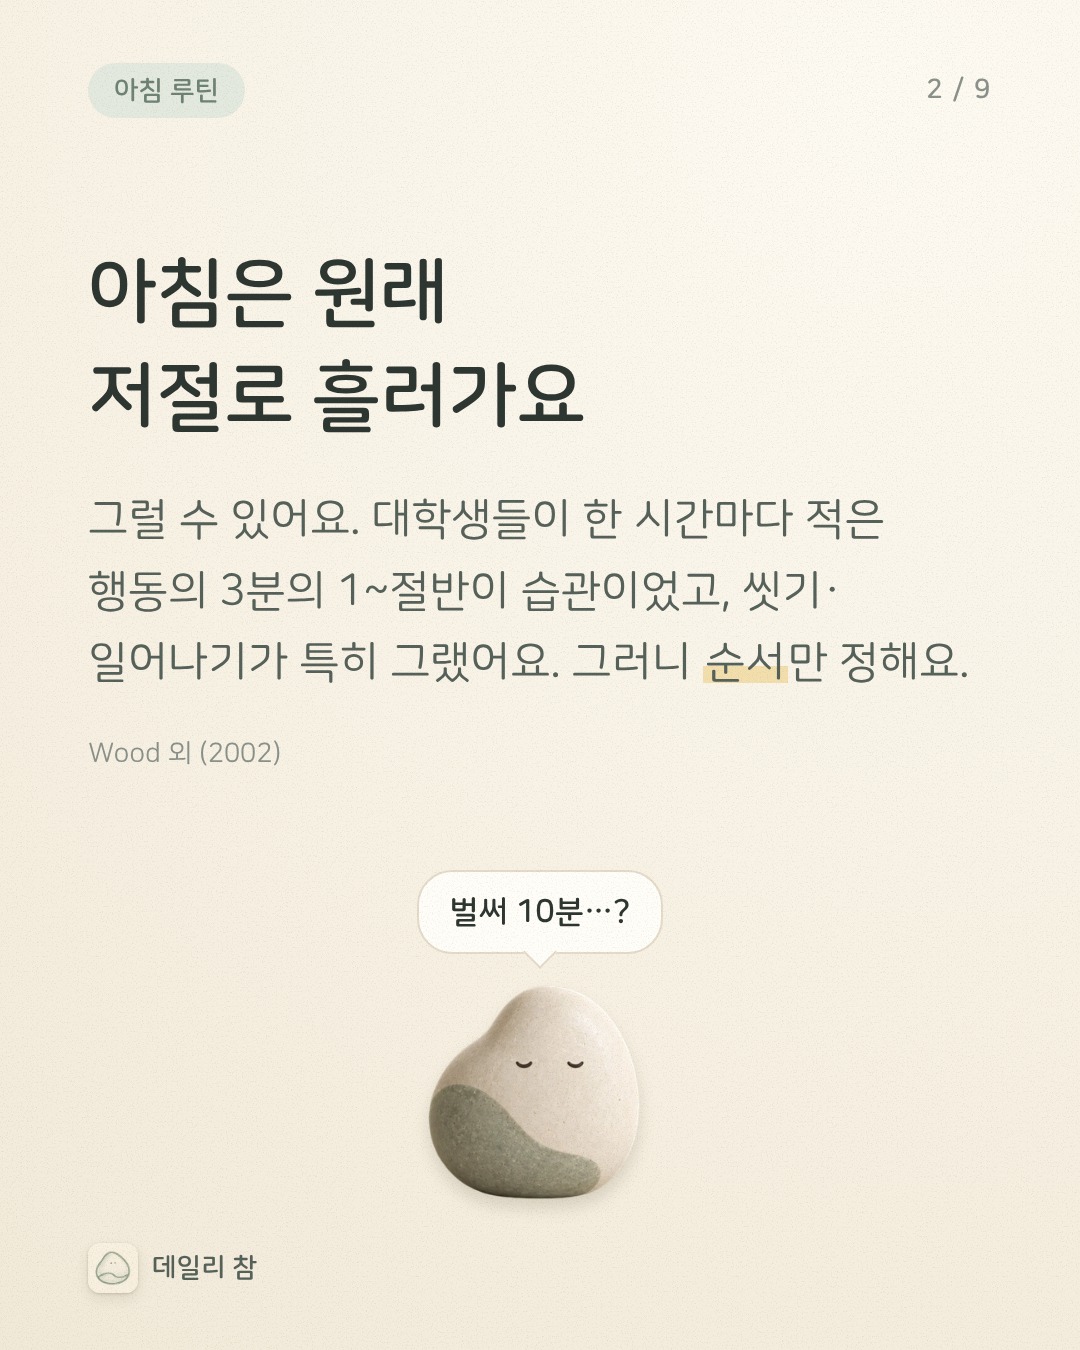 아침 루틴
2 / 9
아침은 원래
저절로 흘러가요
그럴 수 있어요. 대학생들이 한 시간마다 적은
행동의 3분의 1~절반이 습관이었고, 씻기·
일어나기가 특히 그랬어요. 그러니 순서만 정해요.
Wood 외 (2002)
벌써 10분…?
데일리 참